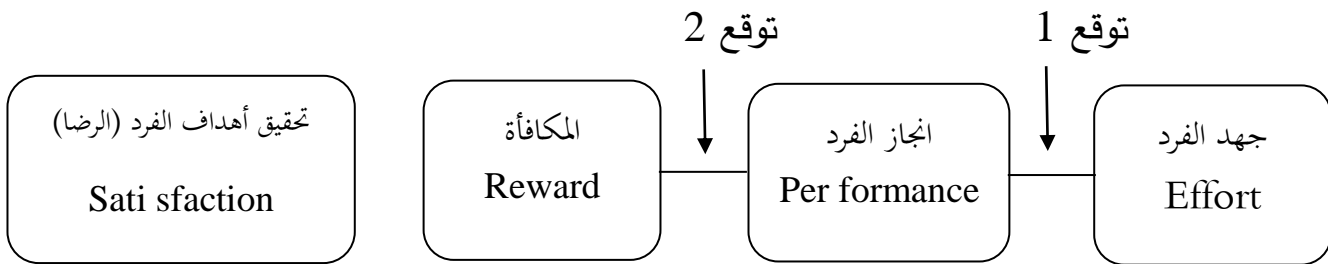 توقع 1
توقع 2
جهد الفرد
Effort
انجاز الفرد
Per formance
المكافأة
Reward
تحقيق أهداف الفرد (الرضا)
Sati sfaction